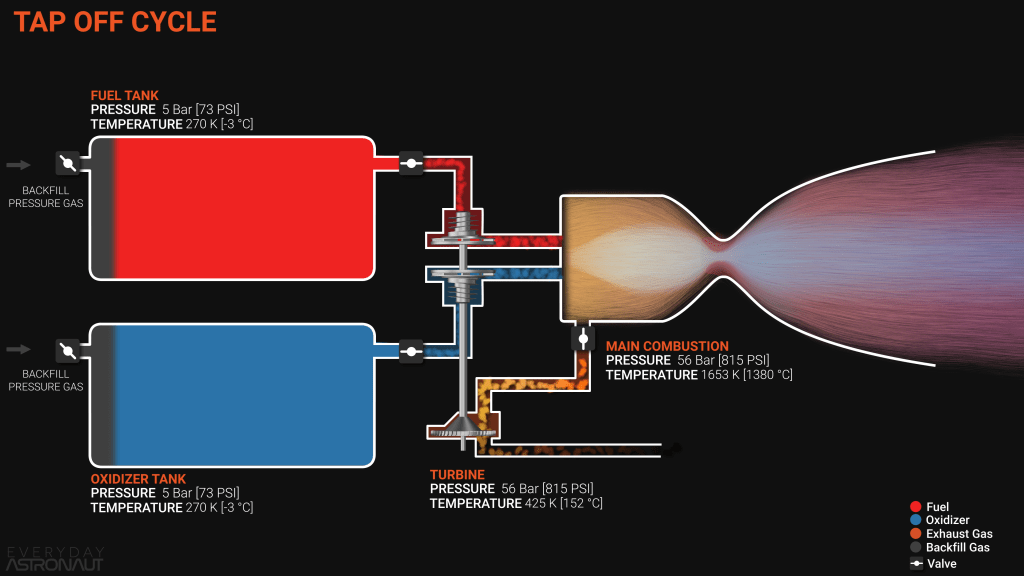 TAP OFF CYCLE
FUEL TANK
PRESSURE 5 Bar [73 PSI]
TEMPERATURE 270 K [-3 °C]
BACKFILL
PRESSURE GAS
BACKFILL
PRESSURE GAS
MAIN COMBUSTION
PRESSURE 56 Bar [815 PSI]
TEMPERATURE 1653 K [1380 °C]
OXIDIZER TANK
PRESSURE 5 Bar [73 PSI]
TEMPERATURE 270 K [-3 °C]
TURBINE
PRESSURE 56 Bar [815 PSI]
TEMPERATURE 425 K [152 °C]
Fuel
Oxidizer
Exhaust Gas
Backfill Gas
Valve
EVERYDAY
ASTRONAUT